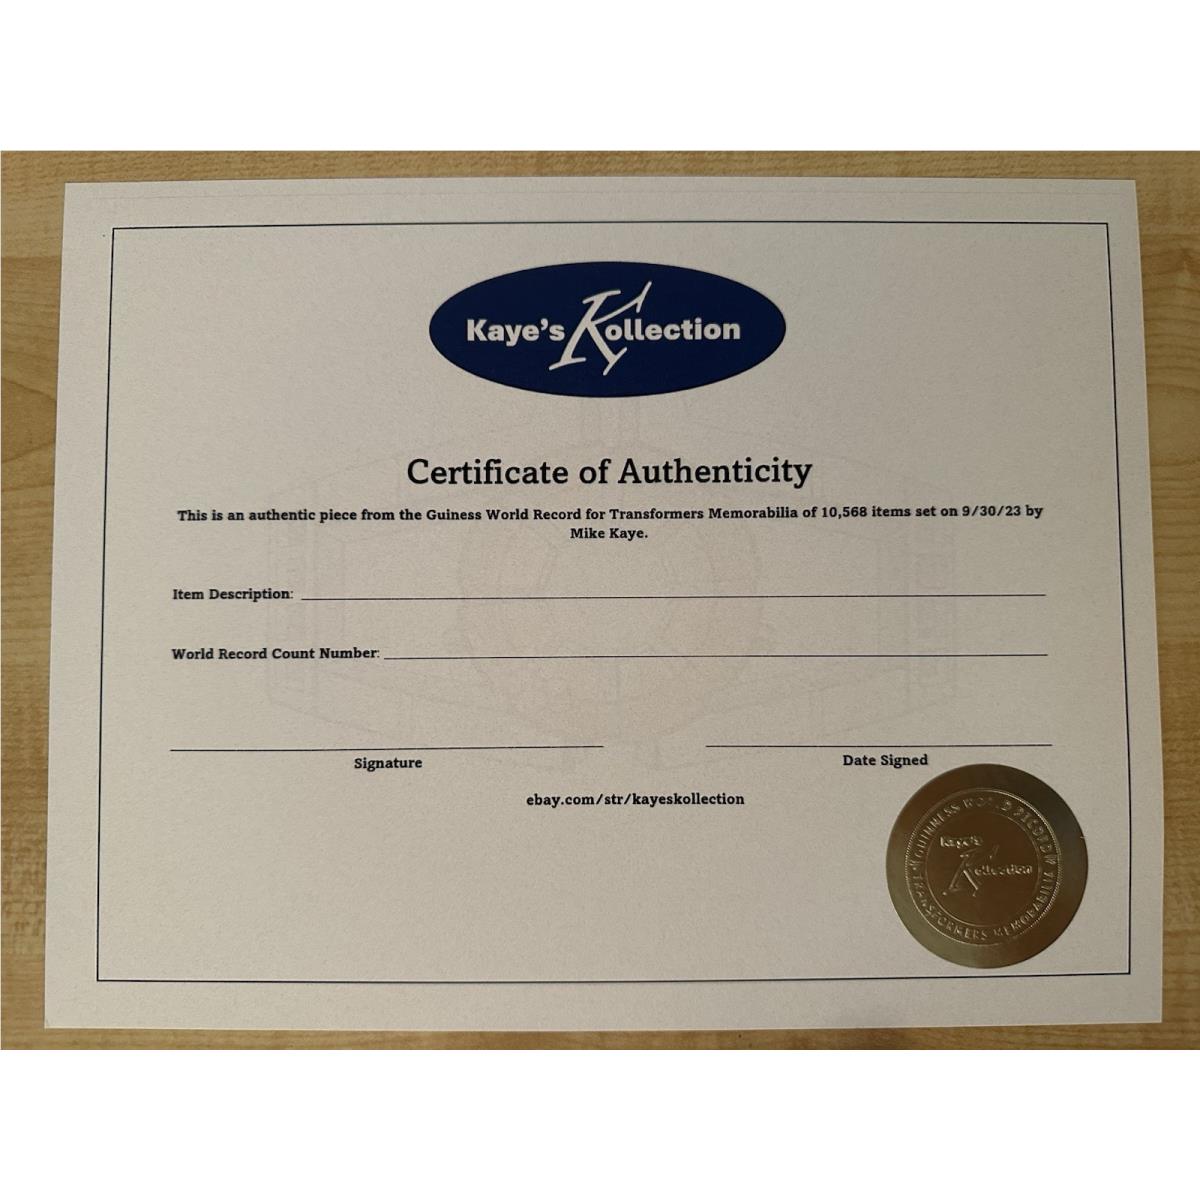 Kaye's Kollection
Certificate of Authenticity
This is an authentic piece from the Guiness World Record for Transformers Memorabilia of 10,568 items set on 9/30/23 by
Mike Kaye.
Item Description:
World Record Count Number:
Signature
Date Signed
ebay.com/str/kayeskollection
GUINNESS WORLD RECORD
Kaye's
Kollection
TRANSFORMERS MEMORABILIA